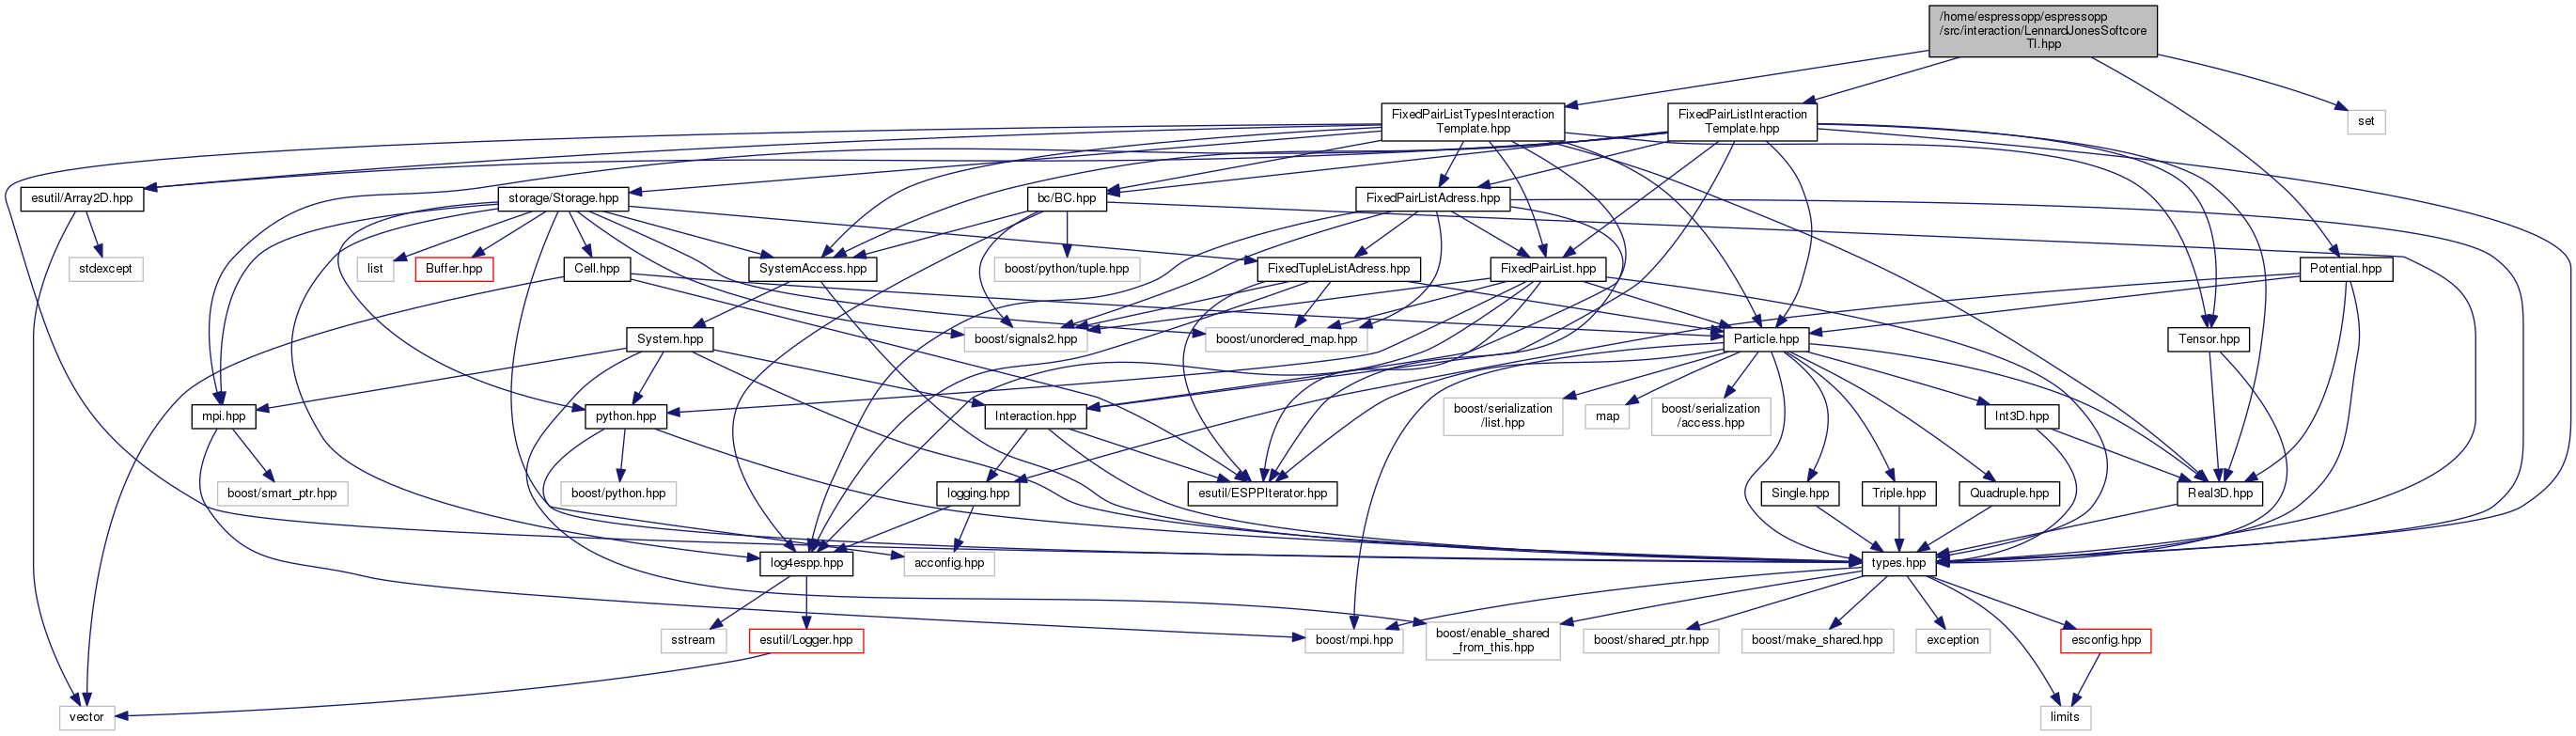 /home/espressopp/espressopp
/src/interaction/LennardJonesSoftcore
TI.hpp
FixedPairListTypesInteraction
Template.hpp
FixedPairListInteraction
Template.hpp
set
esutil/Array2D.hpp
storage/Storage.hpp
bc/BC.hpp
FixedPairListAdress.hpp
stdexcept
list
Buffer.hpp
Cell.hpp
SystemAccess.hpp
boost/python/tuple.hpp
FixedTupleListAdress.hpp
FixedPairList.hpp
Potential.hpp
System.hpp
boost/signals2.hpp
boost/unordered_map.hpp
Particle.hpp
Tensor.hpp
mpi.hpp
python.hpp
Interaction.hpp
boost/serialization
/list.hpp
map
boost/serialization
/access.hpp
Int3D.hpp
boost/smart_ptr.hpp
boost/python.hpp
logging.hpp
esutil/ESPPIterator.hpp
Single.hpp
Triple.hpp
Quadruple.hpp
Real3D.hpp
log4espp.hpp
acconfig.hpp
types.hpp
sstream
esutil/Logger.hpp
boost/mpi.hpp
boost/enable_shared
_from_this.hpp
boost/shared_ptr.hpp
boost/make_shared.hpp
exception
esconfig.hpp
vector
limits